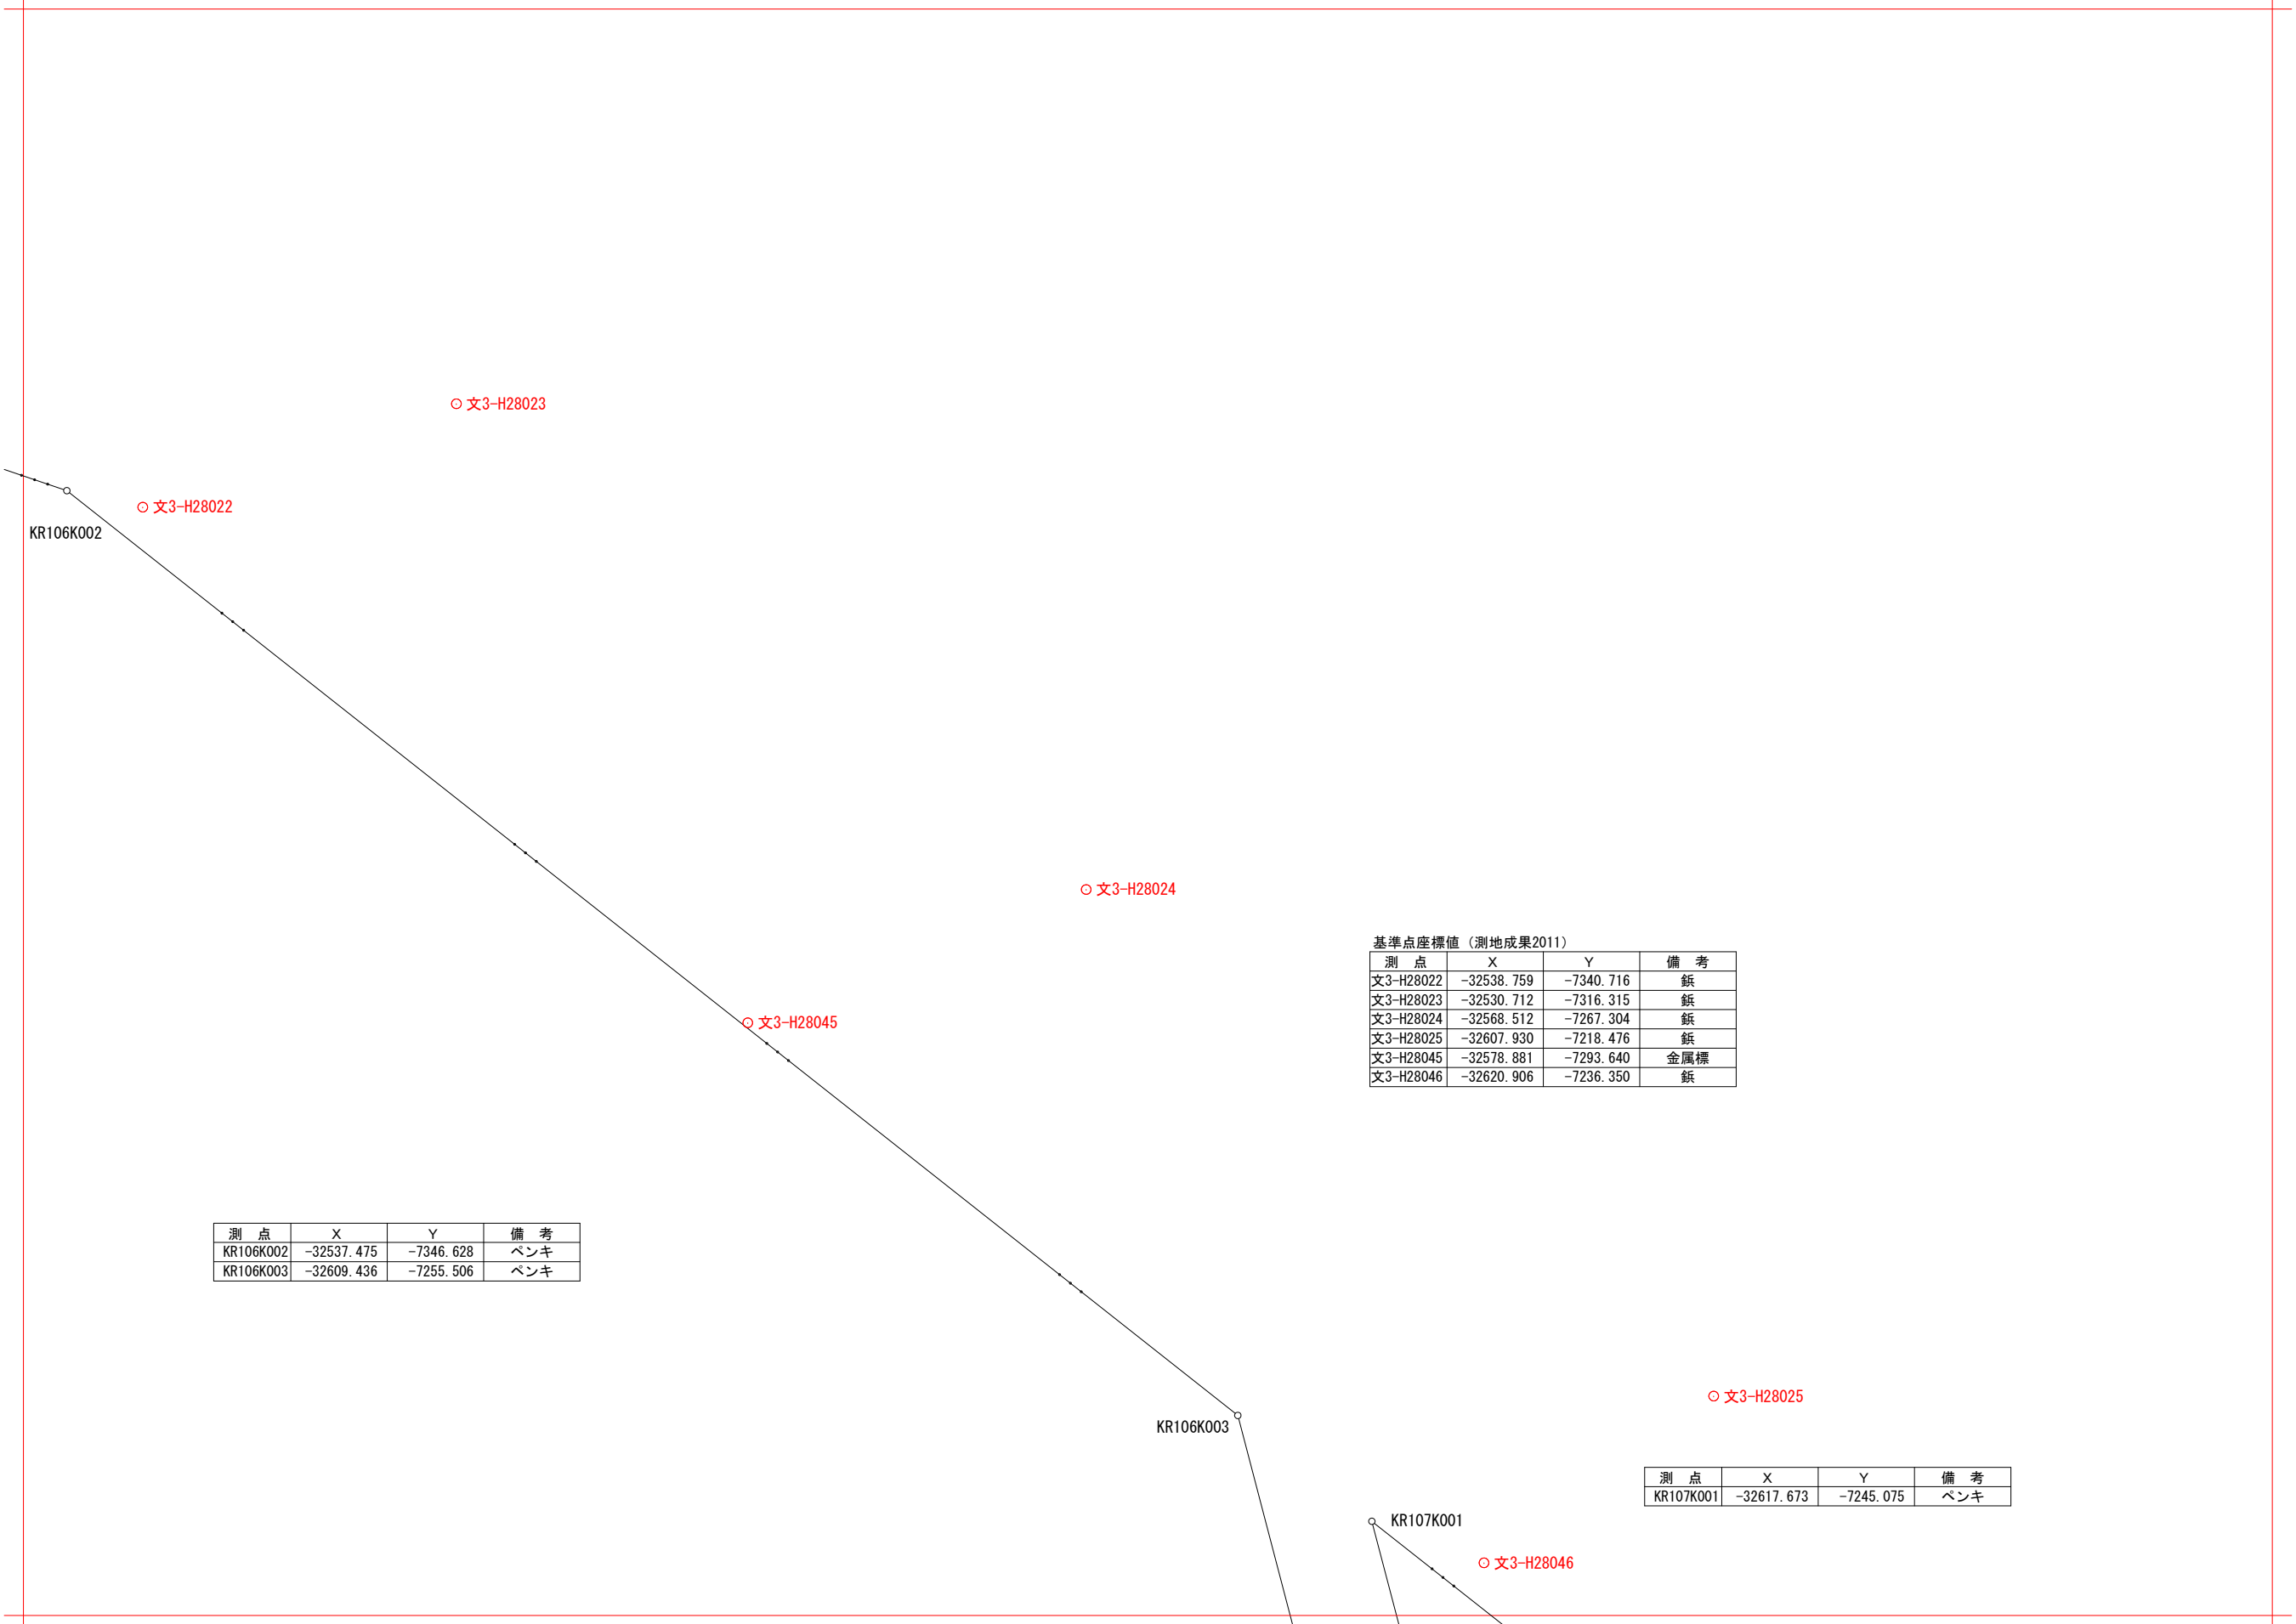 文3-H28023
文3-H28022
KR106K002
文3-H28024
文3-H28045
基準点座標値（測地成果2011）
測　点 X Y 備　考
文3-H28022 -32538.759 -7340.716 鋲
文3-H28023 -32530.712 -7316.315 鋲
文3-H28024 -32568.512 -7267.304 鋲
文3-H28025 -32607.930 -7218.476 鋲
文3-H28045 -32578.881 -7293.640 金属標
文3-H28046 -32620.906 -7236.350 鋲
測　点 X Y 備　考
KR106K002 -32537.475 -7346.628 ペンキ
KR106K003 -32609.436 -7255.506 ペンキ
文3-H28025
KR106K003
測　点 X Y 備　考
KR107K001 -32617.673 -7245.075 ペンキ
KR107K001
文3-H28046